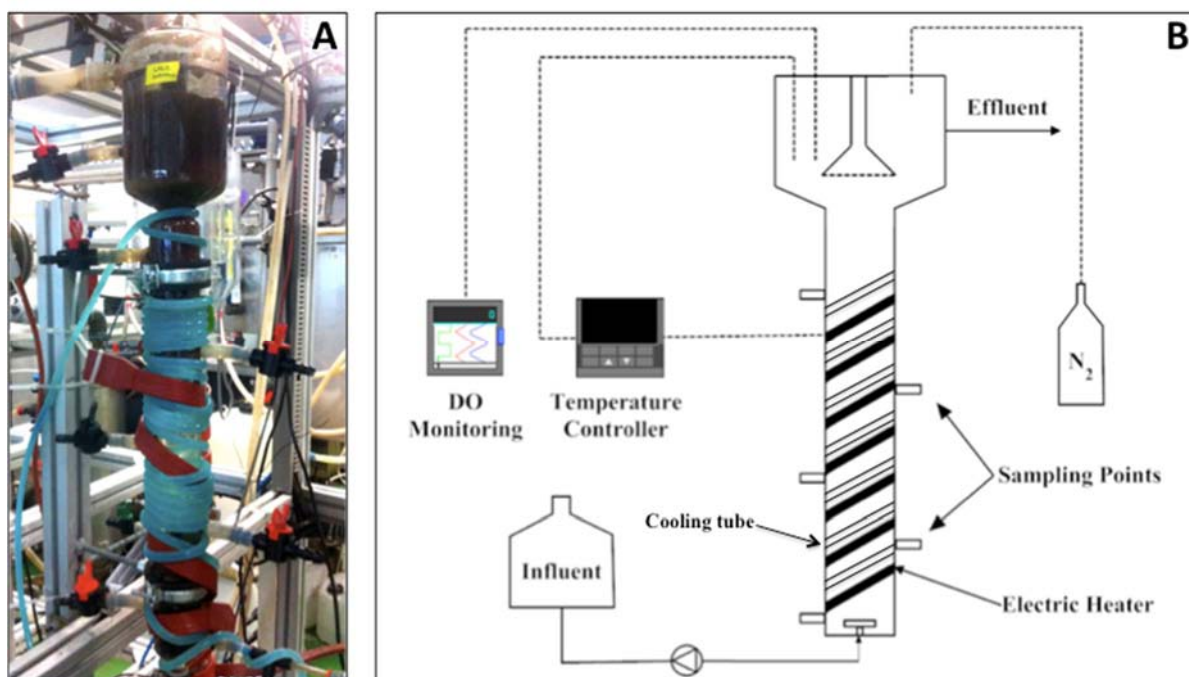 A
B
Effluent
N2
DO
Monitoring
Temperature
Controller
Sampling Points
Cooling tube
Influent
Electric Heater